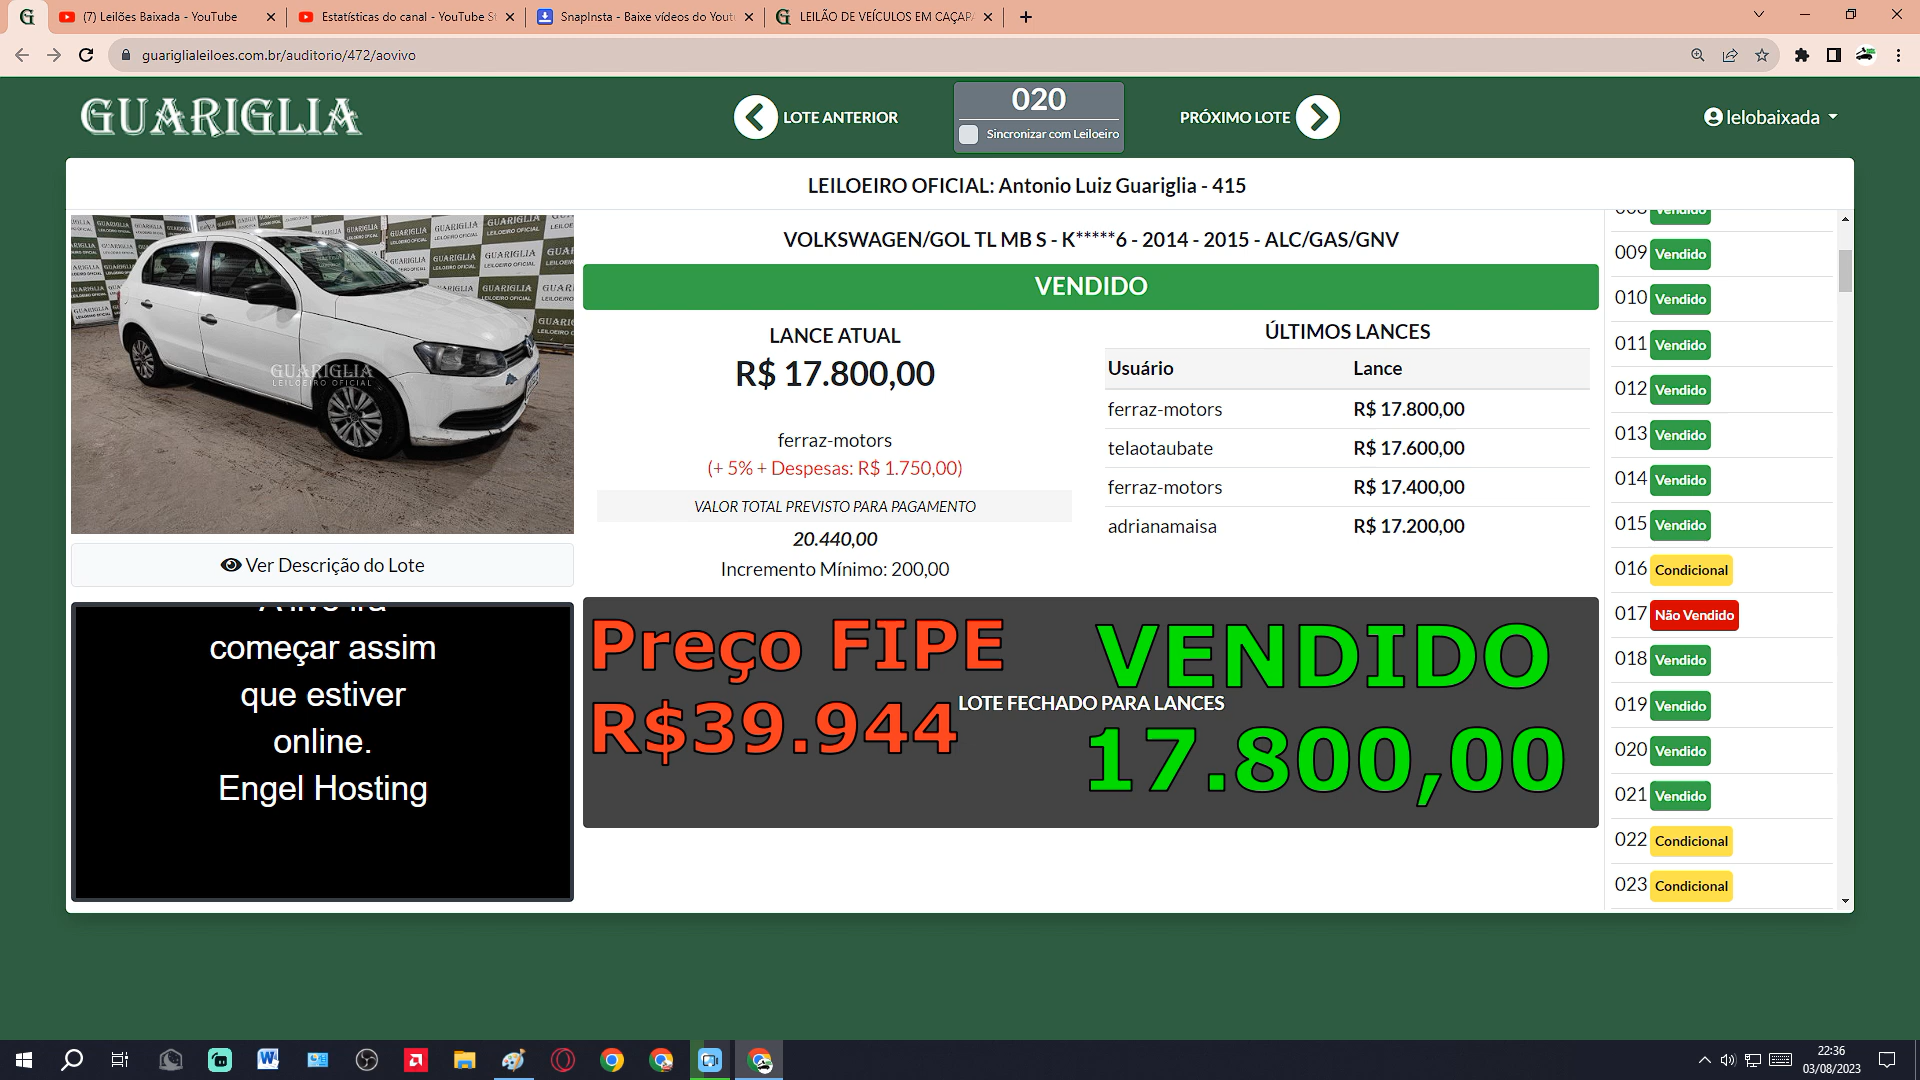 (7) Leilões Baixada - YouTube
Estatísticas do canal - YouTube St
SnapInsta - Baixe vídeos do Yout
LEILÃO DE VEÍCULOS EM CAÇAPA
guariglialeiloes.com.br/auditorio/472/aovivo
GUARIGLIA
LOTE ANTERIOR
020
Sincronizar com Leiloeiro
PRÓXIMO LOTE
lelobaixada
LEILOEIRO OFICIAL: Antonio Luiz Guariglia - 415
GUARIGLIA
LEILOEIRO OFICIAL
Ver Descrição do Lote
começar assim
que estiver
online.
Engel Hosting
VOLKSWAGEN/GOL TL MB S - K*****6 - 2014 - 2015 - ALC/GAS/GNV
VENDIDO
LANCE ATUAL
R$ 17.800,00
ferraz-motors
(+ 5% + Despesas: R$ 1.750,00)
VALOR TOTAL PREVISTO PARA PAGAMENTO
20.440,00
Incremento Mínimo: 200,00
ÚLTIMOS LANCES
Usuário Lance
ferraz-motors R$ 17.800,00
telaotaubate R$ 17.600,00
ferraz-motors R$ 17.400,00
adrianamaisa R$ 17.200,00
Preço FIPE
R$39.944
LOTE FECHADO PARA LANCES
VENDIDO
17.800,00
Vendido
009 Vendido
010 Vendido
011 Vendido
012 Vendido
013 Vendido
014 Vendido
015 Vendido
016 Condicional
017 Não Vendido
018 Vendido
019 Vendido
020 Vendido
021 Vendido
022 Condicional
023 Condicional
22:36
03/08/2023